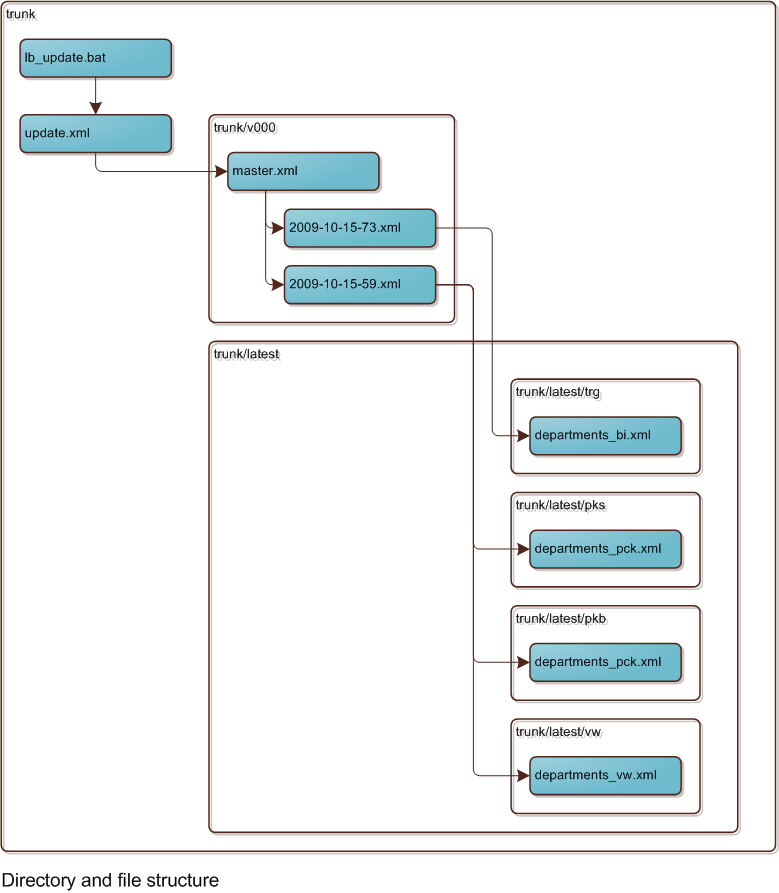 trunk
lb_update.bat
update.xml
trunk/v000
master.xml
2009-10-15-73.xml
2009-10-15-59.xml
trunk/latest
trunk/latest/trg
departments_bi.xml
trunk/latest/pks
departments_pck.xml
trunk/latest/pkb
departments_pck.xml
trunk/latest/vw
departments_vw.xml
Directory and file structure